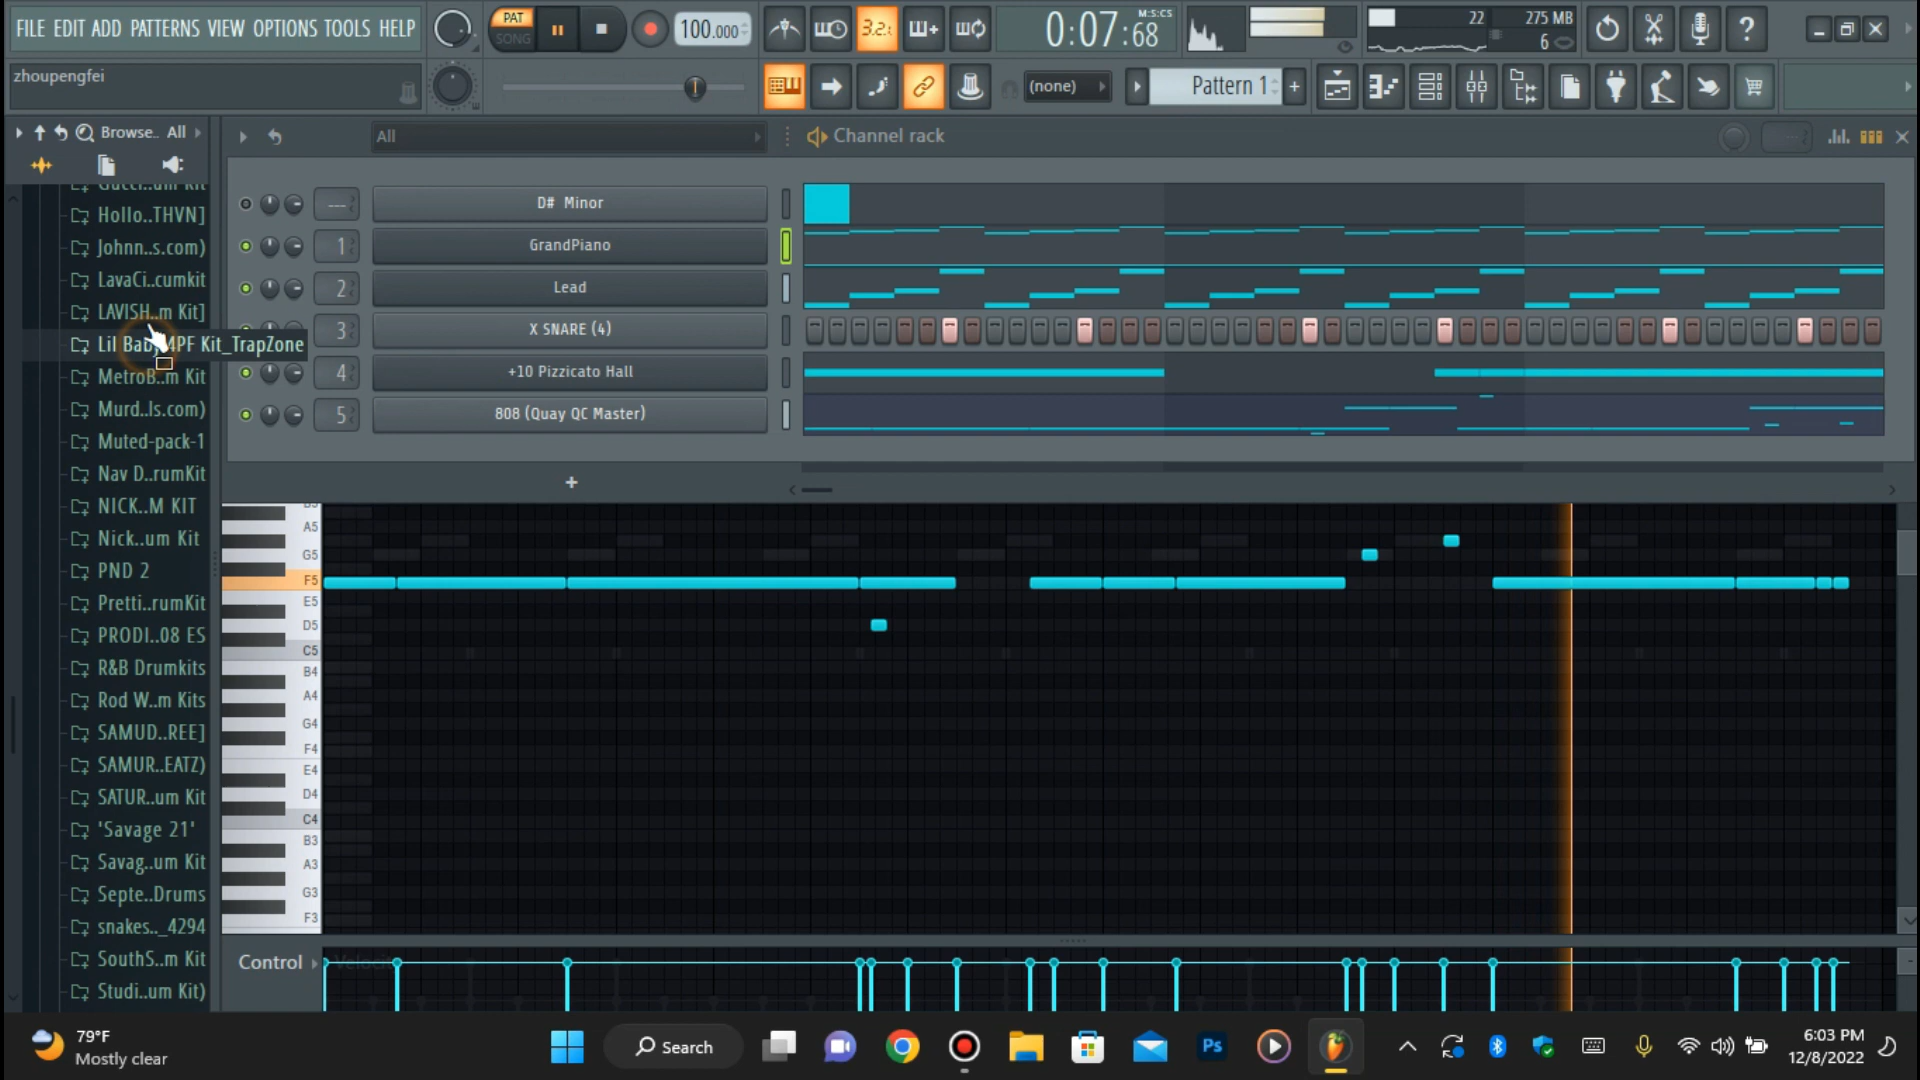 FILE EDIT ADD PATTERNS VIEW OPTIONS TOOLS HELP
PAT
SONG
100.000
3.2.
0:07:68
M:S:CS
22
275 MB
6
zhoupengfei
(none)
Pattern 1
+
Browse..
All
All
Channel rack
Hollo..THVN]
Johnn..s.com)
LavaCi..cumkit
LAVISH..m Kit]
Lil Baby 4PF Kit_TrapZone
MetroB..m Kit
Murd..ls.com)
Muted-pack-1
Nav D..rumKit
NICK..M KIT
Nick..um Kit
PND 2
Pretti..rumKit
PRODI..08 ES
R&B Drumkits
Rod W..m Kits
SAMUD..REE]
SAMUR..EATZ)
SATUR..um Kit
'Savage 21'
Savag..um Kit
Septe..Drums
snakes.._4294
SouthS..m Kit
Studi..um Kit)
---
D# Minor
1
GrandPiano
2
Lead
3
X SNARE (4)
4
+10 Pizzicato Hall
5
808 (Quay QC Master)
+
A5
G5
F5
E5
D5
C5
B4
A4
G4
F4
E4
D4
C4
B3
A3
G3
F3
Control
79°F
Mostly clear
Search
Ps
6:03 PM
12/8/2022